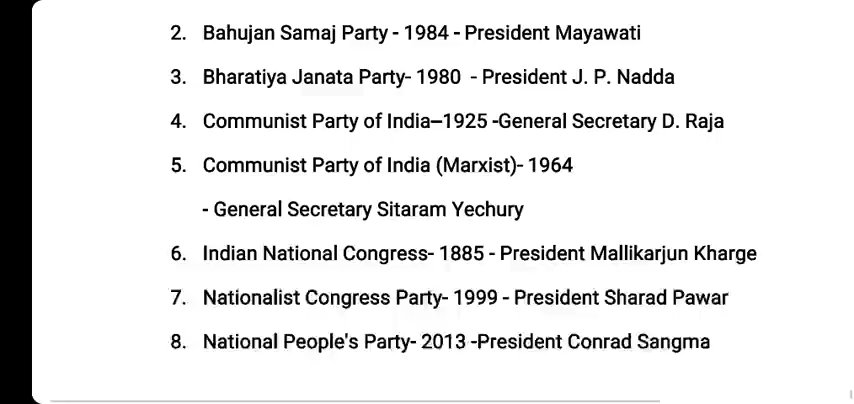 2. Bahujan Samaj Party - 1984 - President Mayawati
3. Bharatiya Janata Party- 1980 - President J. P. Nadda
4. Communist Party of India–1925 -General Secretary D. Raja
5. Communist Party of India (Marxist)- 1964
- General Secretary Sitaram Yechury
6. Indian National Congress- 1885 - President Mallikarjun Kharge
7. Nationalist Congress Party- 1999 - President Sharad Pawar
8. National People's Party- 2013 -President Conrad Sangma